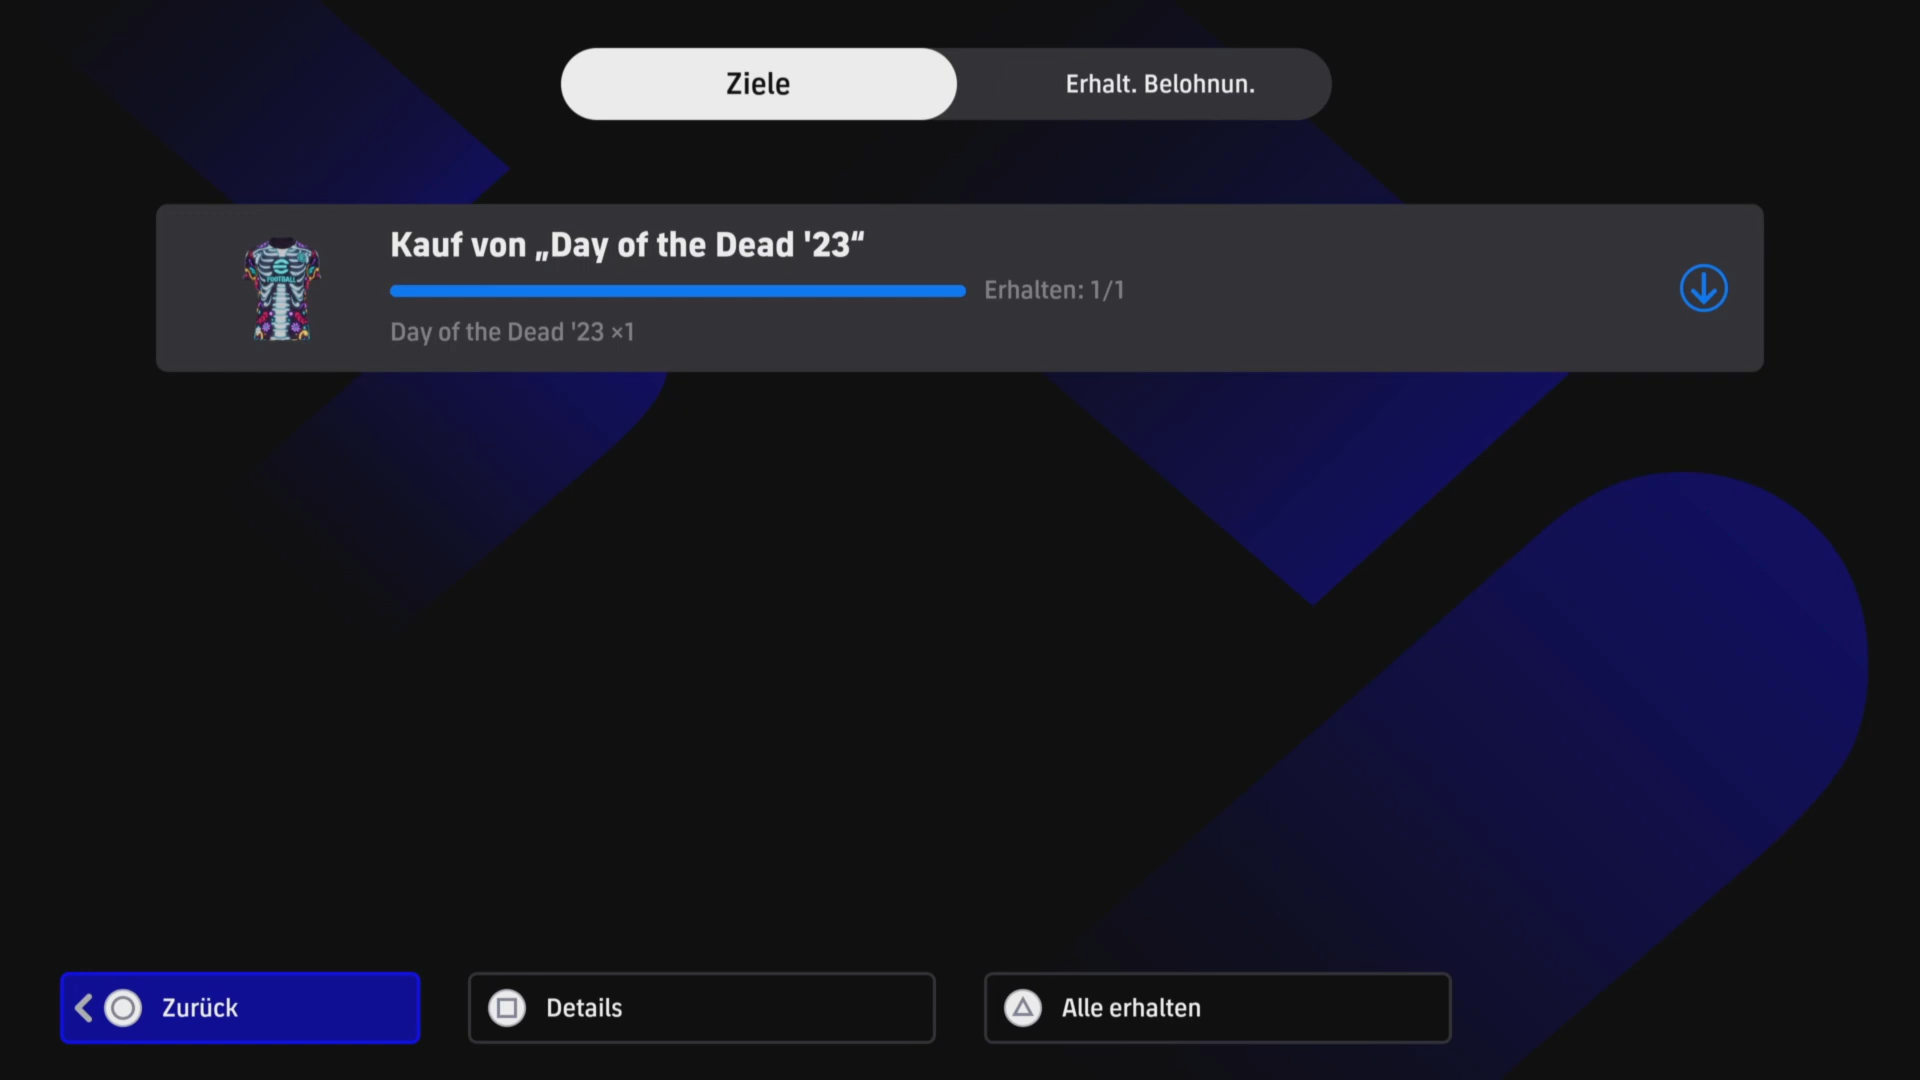 Ziele
Erhalt. Belohnun.
Kauf von „Day of the Dead '23“
Erhalten: 1/1
Day of the Dead '23 ×1
FOOTBALL
Zurück
Details
Alle erhalten